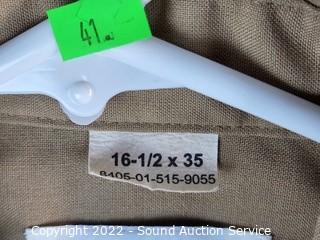 41.
16-1/2 x 35
8405-01-515-9055
Copyright 2022 - Sound Auction Service